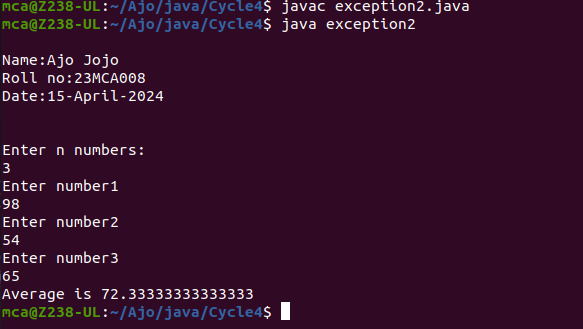 mca@Z238-UL:~/Ajo/java/Cycle4$ javac exception2.java
mca@Z238-UL:~/Ajo/java/Cycle4$ java exception2
Name:Ajo Jojo
Roll no:23MCA008
Date:15-April-2024
Enter n numbers:
3
Enter number1
98
Enter number2
54
Enter number3
65
Average is 72.33333333333333
mca@Z238-UL:~/Ajo/java/Cycle4$